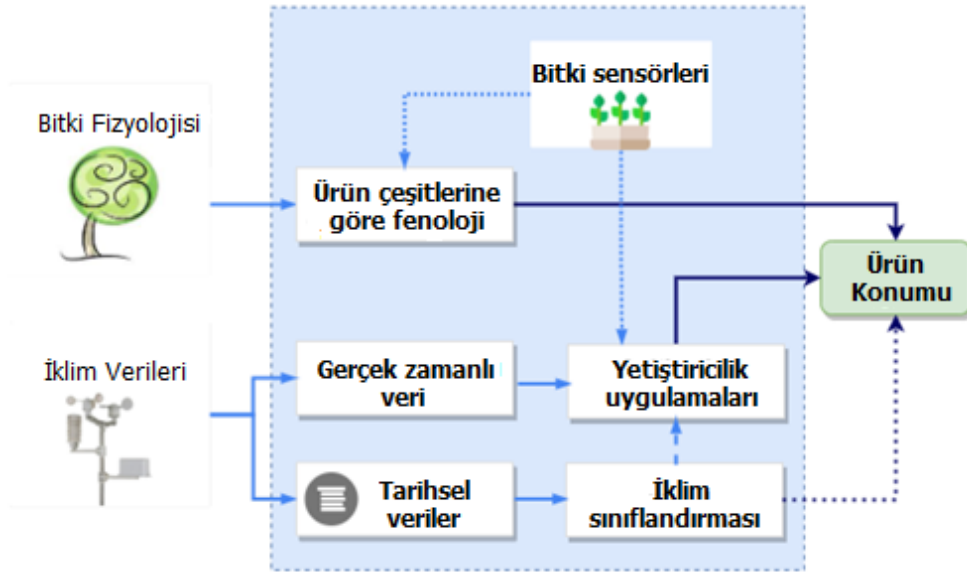 Bitki sensörleri
Bitki Fizyolojisi
Ürün çeşitlerine
göre fenoloji
Ürün
Konumu
İklim Verileri
Gerçek zamanlı
veri
Yetiştiricilik
uygulamaları
Tarihsel
veriler
İklim
sınıflandırması